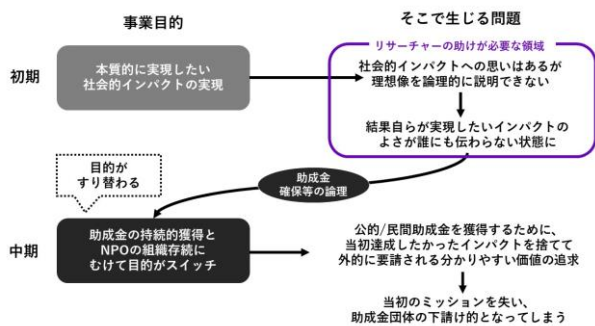 事業目的
そこで生じる問題
リサーチャーの助けが必要な領域
初期
本質的に実現したい
社会的インパクトの実現
社会的インパクトへの思いはあるが
理想像を論理的に説明できない
結果自らが実現したいインパクトの
よさが誰にも伝わらない状態に
目的が
すり替わる
助成金
確保等の論理
中期
助成金の持続的獲得と
NPOの組織存続に
むけて目的がスイッチ
公的/民間助成金を獲得するために、
当初達成したかったインパクトを捨てて
外的に要請される分かりやすい価値の追求
当初のミッションを失い、
助成金団体の下請け的となってしまう